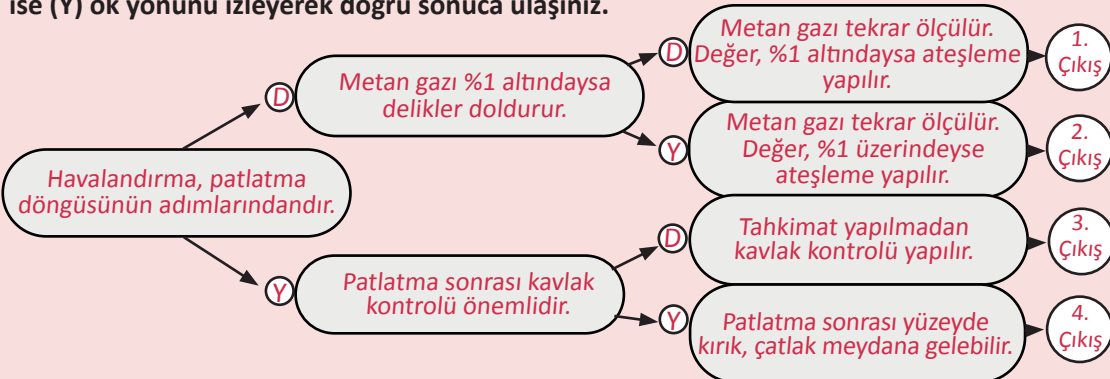 ise (Y) ok yönünü izleyerek doğru sonuca ulaşınız.
Havalandırma, patlatma
döngüsünün adımlarındandır.
D
Metan gazı %1 altındaysa
delikler doldurur.
D
Metan gazı tekrar ölçülür.
Değer, %1 altındaysa ateşleme
yapılır.
1.
Çıkış
Y
Metan gazı tekrar ölçülür.
Değer, %1 üzerindeyse
ateşleme yapılır.
2.
Çıkış
Y
Patlatma sonrası kavlak
kontrolü önemlidir.
D
Tahkimat yapılmadan
kavlak kontrolü yapılır.
3.
Çıkış
Y
Patlatma sonrası yüzeyde
kırık, çatlak meydana gelebilir.
4.
Çıkış